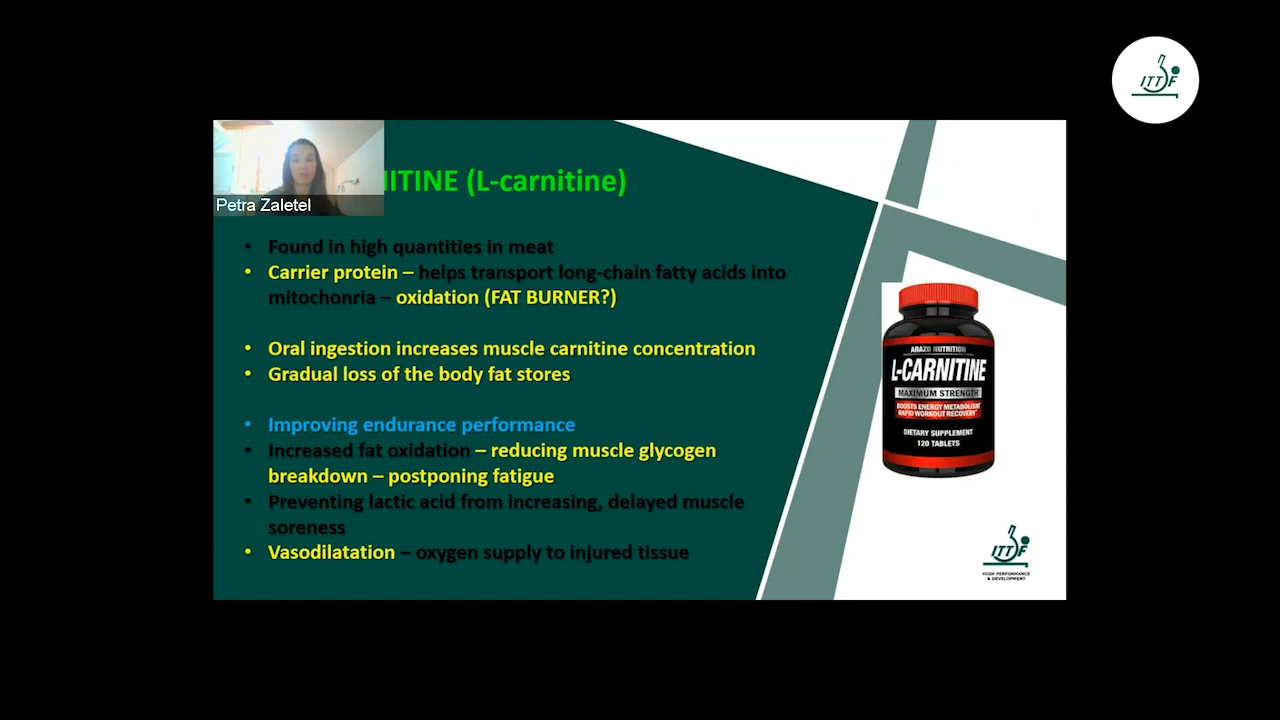 ITTF
NITINE (L-carnitine)
Petra Zaletel
• Found in high quantities in meat
• Carrier protein – helps transport long-chain fatty acids into
mitochonria – oxidation (FAT BURNER?)
• Oral ingestion increases muscle carnitine concentration
• Gradual loss of the body fat stores
• Improving endurance performance
• Increased fat oxidation – reducing muscle glycogen
breakdown – postponing fatigue
• Preventing lactic acid from increasing, delayed muscle
soreness
• Vasodilatation – oxygen supply to injured tissue
ARAZO NUTRITION
L-CARNITINE
MAXIMUM STRENGTH
BOOSTS ENERGY METABOLISM
RAPID WORKOUT RECOVERY
DIETARY SUPPLEMENT
120 TABLETS
ITTF
HIGH PERFORMANCE
& DEVELOPMENT